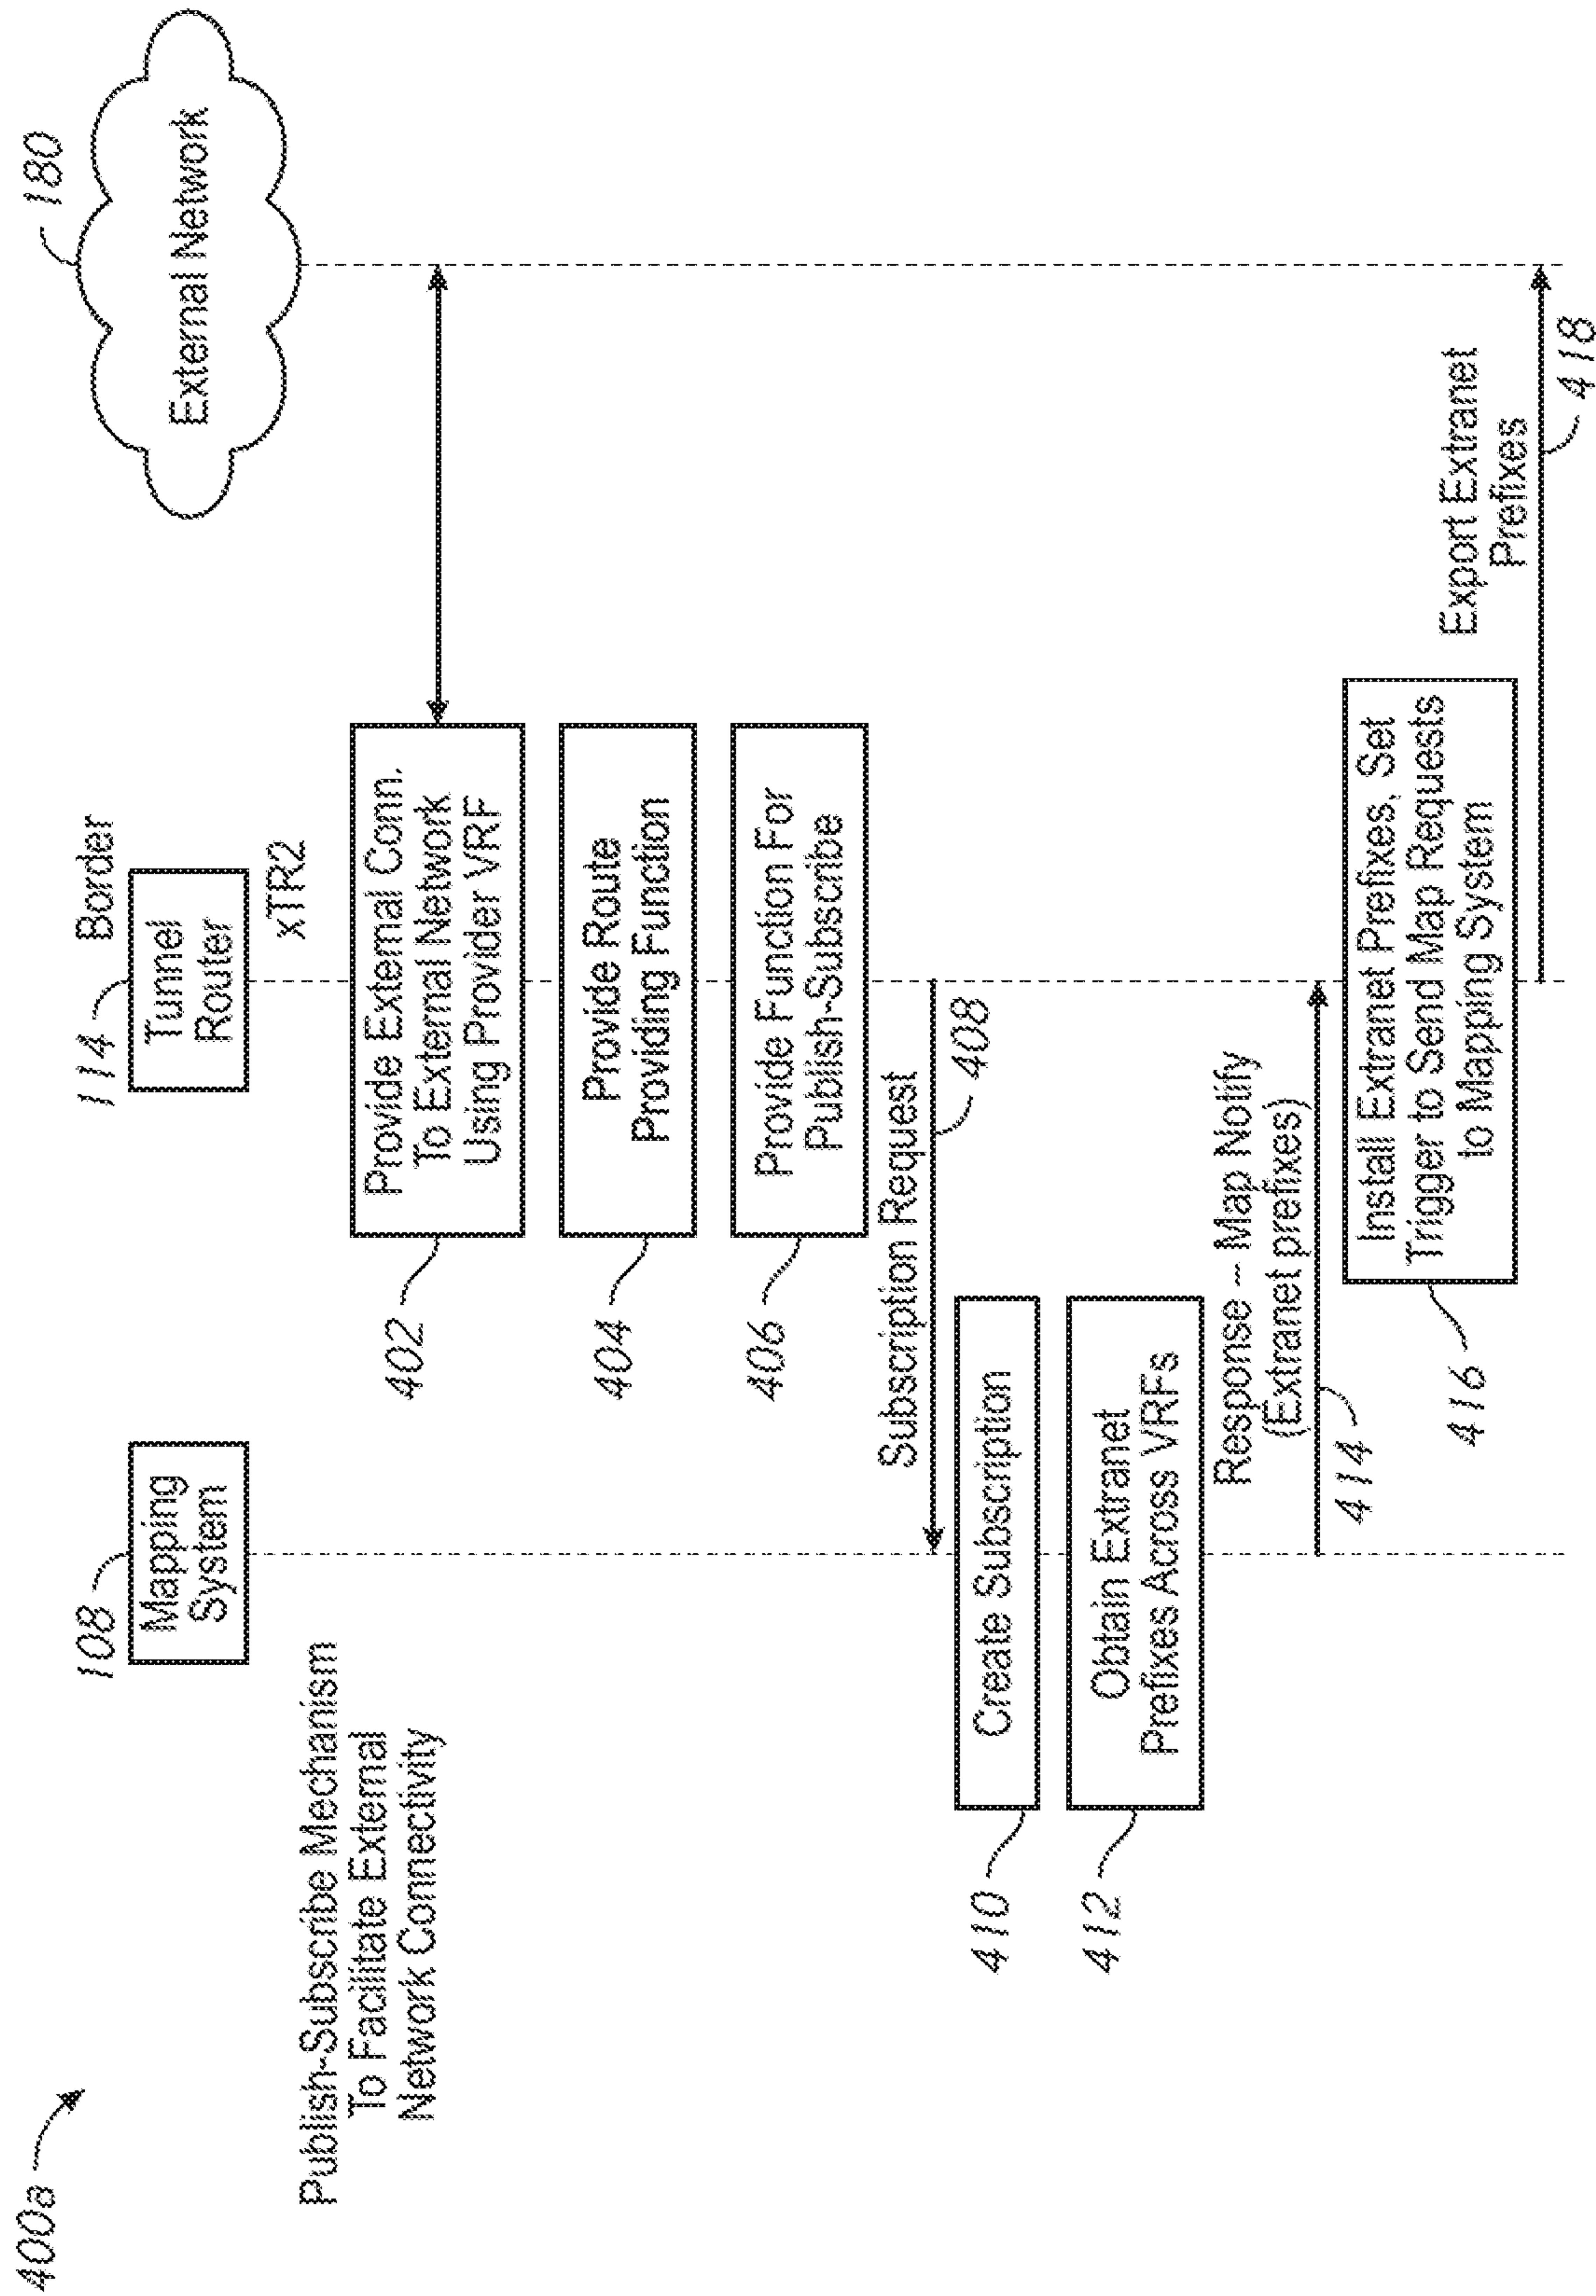 400a
Publish-Subscribe Mechanism
To Facilitate External
Network Connectivity
108
Mapping
System
114
Border
Tunnel
Router
xTR2
180
External Network
402
Provide External Conn.
To External Network
Using Provider VRF
404
Provide Route
Providing Function
406
Provide Function For
Publish-Subscribe
Subscription Request
408
410
Create Subscription
412
Obtain Extranet
Prefixes Across VRFs
Response -- Map Notify
(Extranet prefixes)
414
416
Install Extranet Prefixes, Set
Trigger to Send Map Requests
to Mapping System
Export Extranet
Prefixes
418